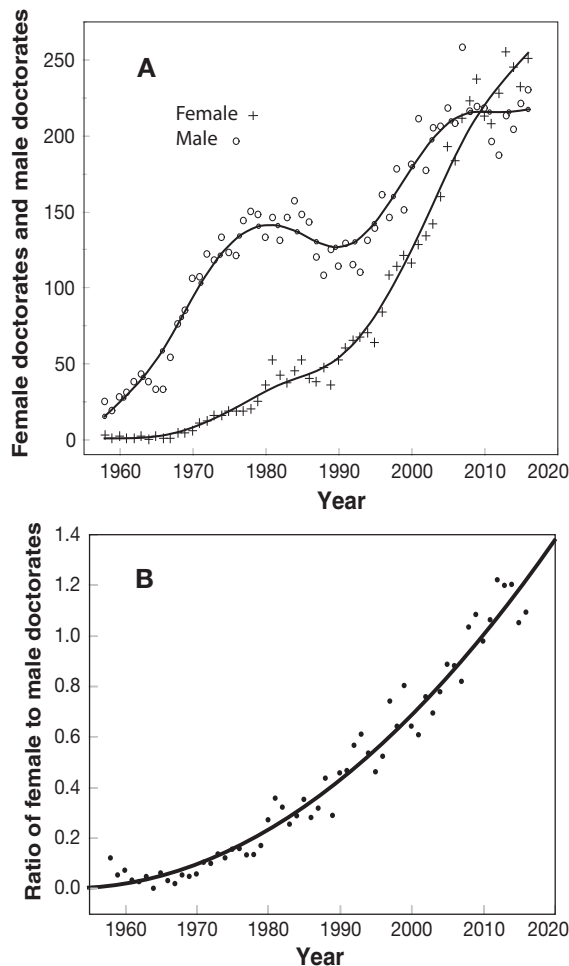 A
Female +
Male o
Female doctorates and male doctorates
250
200
150
100
50
0
1960 1970 1980 1990 2000 2010 2020
Year
B
Ratio of female to male doctorates
1.4
1.2
1.0
0.8
0.6
0.4
0.2
0.0
1960 1970 1980 1990 2000 2010 2020
Year